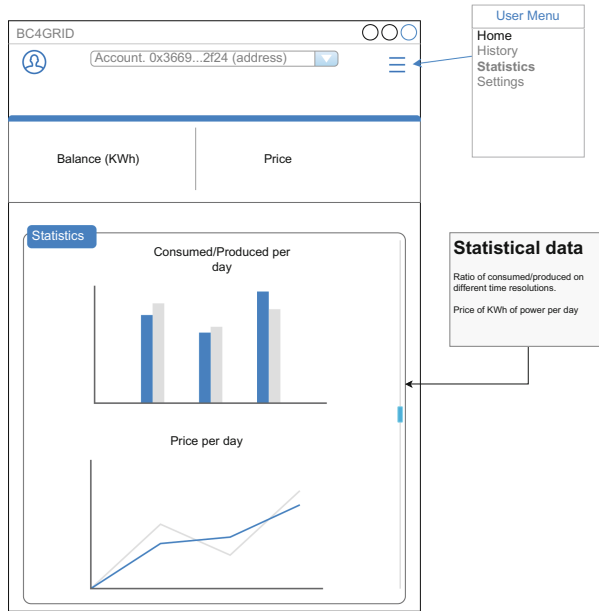 BC4GRID
Account. 0x3669...2f24 (address)
User Menu
Home
History
Statistics
Settings
Balance (KWh)
Price
Statistics
Consumed/Produced per
day
Price per day
Statistical data
Ratio of consumed/produced on
different time resolutions.
Price of KWh of power per day